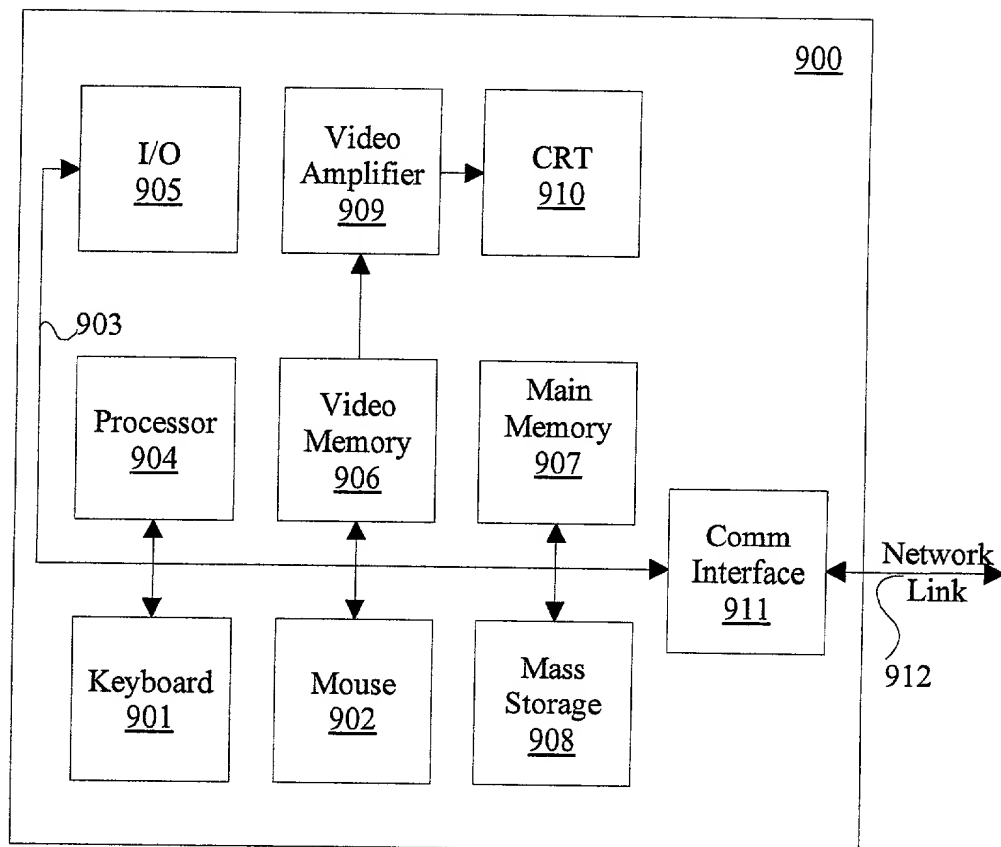 900
I/O
905
Video
Amplifier
909
CRT
910
903
Processor
904
Video
Memory
906
Main
Memory
907
Comm
Interface
911
Network
Link
912
Keyboard
901
Mouse
902
Mass
Storage
908